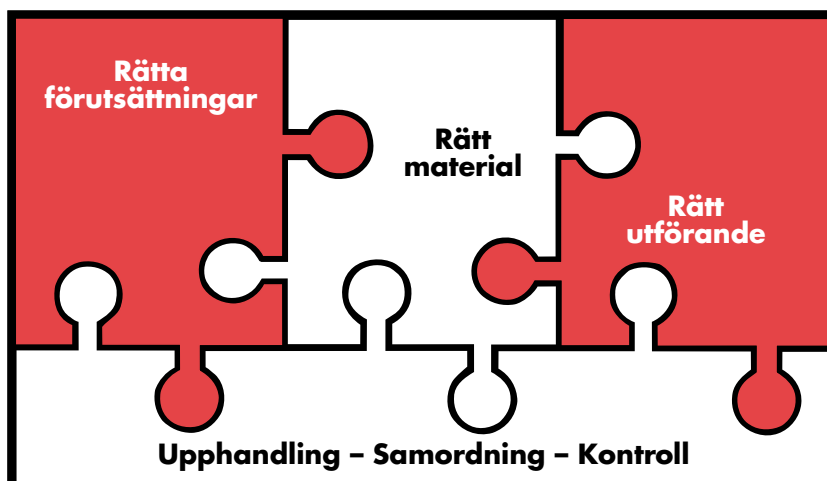 Rätta
förutsättningar
Rätt
material
Rätt
utförande
Upphandling – Samordning – Kontroll